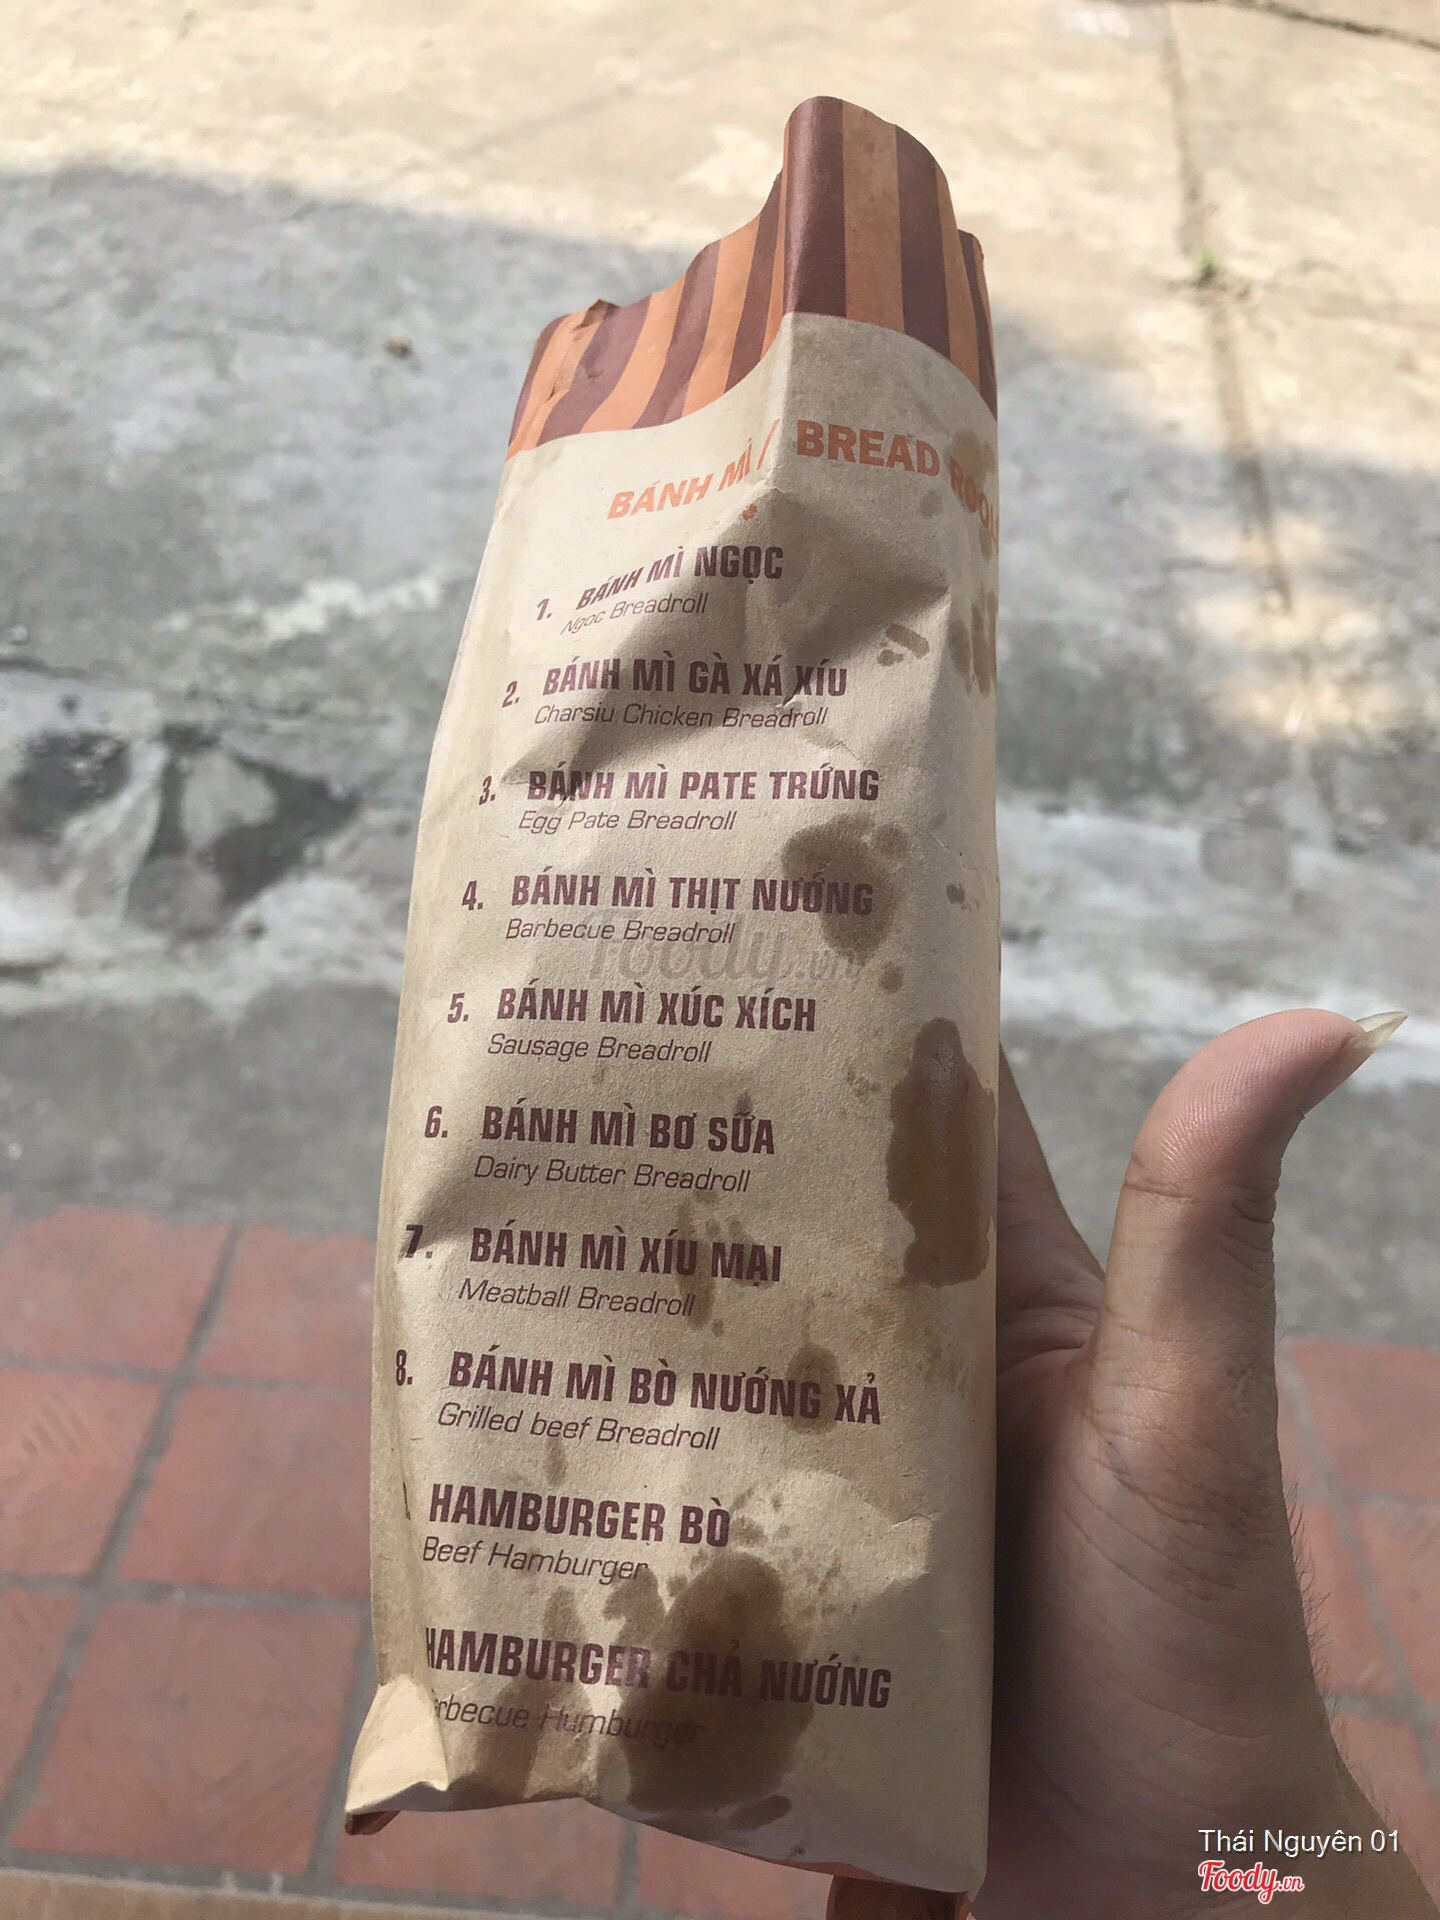 BÁNH MÌ / BREAD
1. BÁNH MÌ NGỌC
Ngoc Breadroll
2. BÁNH MÌ GÀ XÁ XÍU
Charsiu Chicken Breadroll
3. BÁNH MÌ PATE TRỨNG
Egg Pate Breadroll
4. BÁNH MÌ THỊT NƯỚNG
Barbecue Breadroll
Foody.vn
5. BÁNH MÌ XÚC XÍCH
Sausage Breadroll
6. BÁNH MÌ BƠ SỮA
Dairy Butter Breadroll
7. BÁNH MÌ XÍU MẠI
Meatball Breadroll
8. BÁNH MÌ BÒ NƯỚNG XẢ
Grilled beef Breadroll
HAMBURGER BÒ
Beef Hamburger
HAMBURGER CHẢ NƯỚNG
Humburger
Thái Nguyên 01
Foody.vn